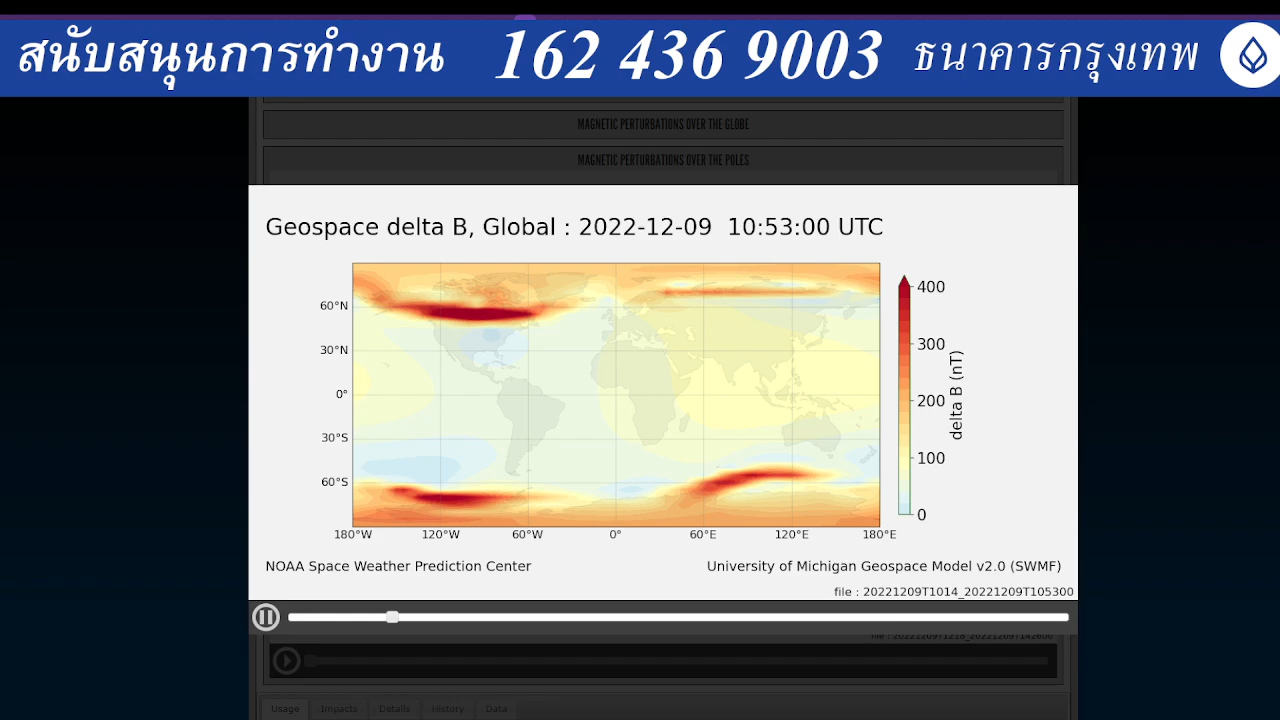 สนับสนุนการทำงาน 162 436 9003 ธนาคารกรุงเทพ
MAGNETIC PERTURBATIONS OVER THE GLOBE
MAGNETIC PERTURBATIONS OVER THE POLES
Geospace delta B, Global : 2022-12-09 10:53:00 UTC
60°N
30°N
0°
30°S
60°S
180°W 120°W 60°W 0° 60°E 120°E 180°E
400
300
200
100
0
delta B (nT)
NOAA Space Weather Prediction Center
University of Michigan Geospace Model v2.0 (SWMF)
file : 20221209T1014_20221209T105300
file : 20221209T1218_20221209T142600
Usage Impacts Details History Data